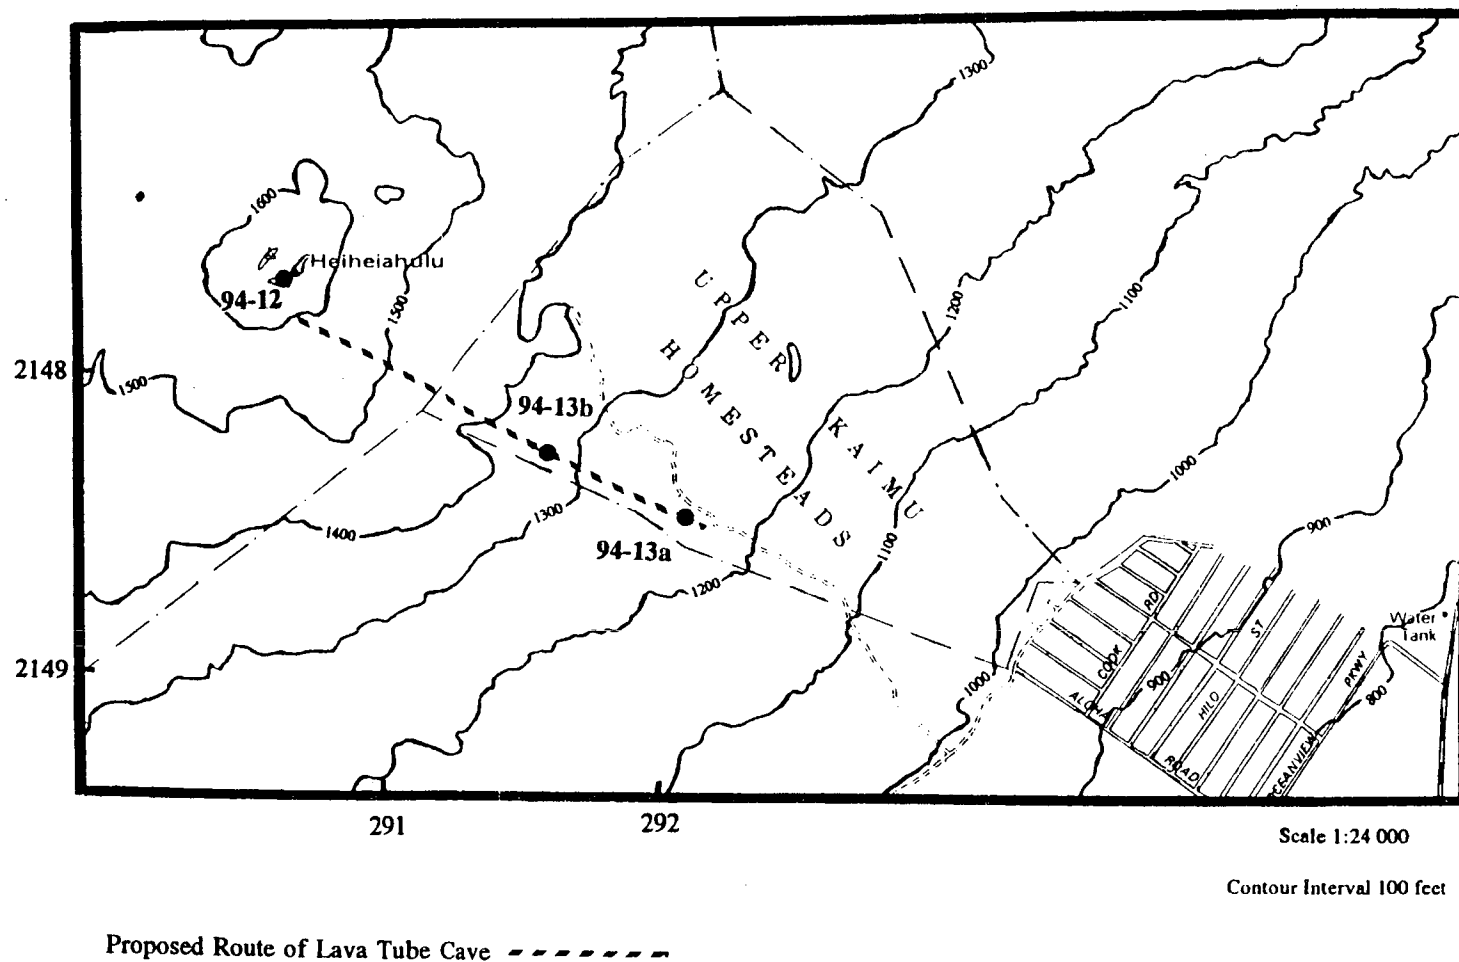 1300
1600
Heiheiahulu
94-12
1500
UPPER
1200
1100
2148
1500
HOMESTEADS
94-13b
KAIMU
1000
1300
900
1400
94-13a
1100
1200
RD
ST
Water
Tank
COOK
PKWY
2149
900
1000
800
ALOHA
HILO
ROAD
OCEANVIEW
291
292
Scale 1:24 000
Contour Interval 100 feet
Proposed Route of Lava Tube Cave